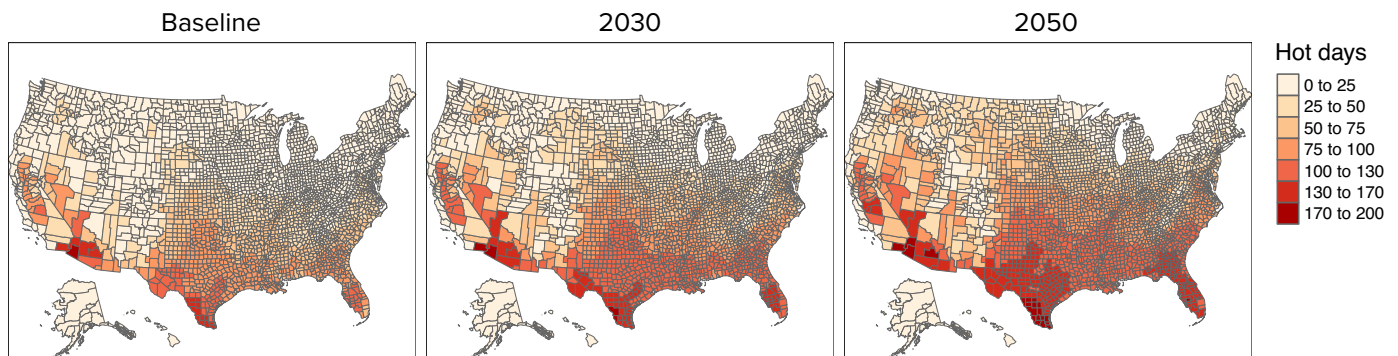 Baseline
2030
2050
Hot days
0 to 25
25 to 50
50 to 75
75 to 100
100 to 130
130 to 170
170 to 200